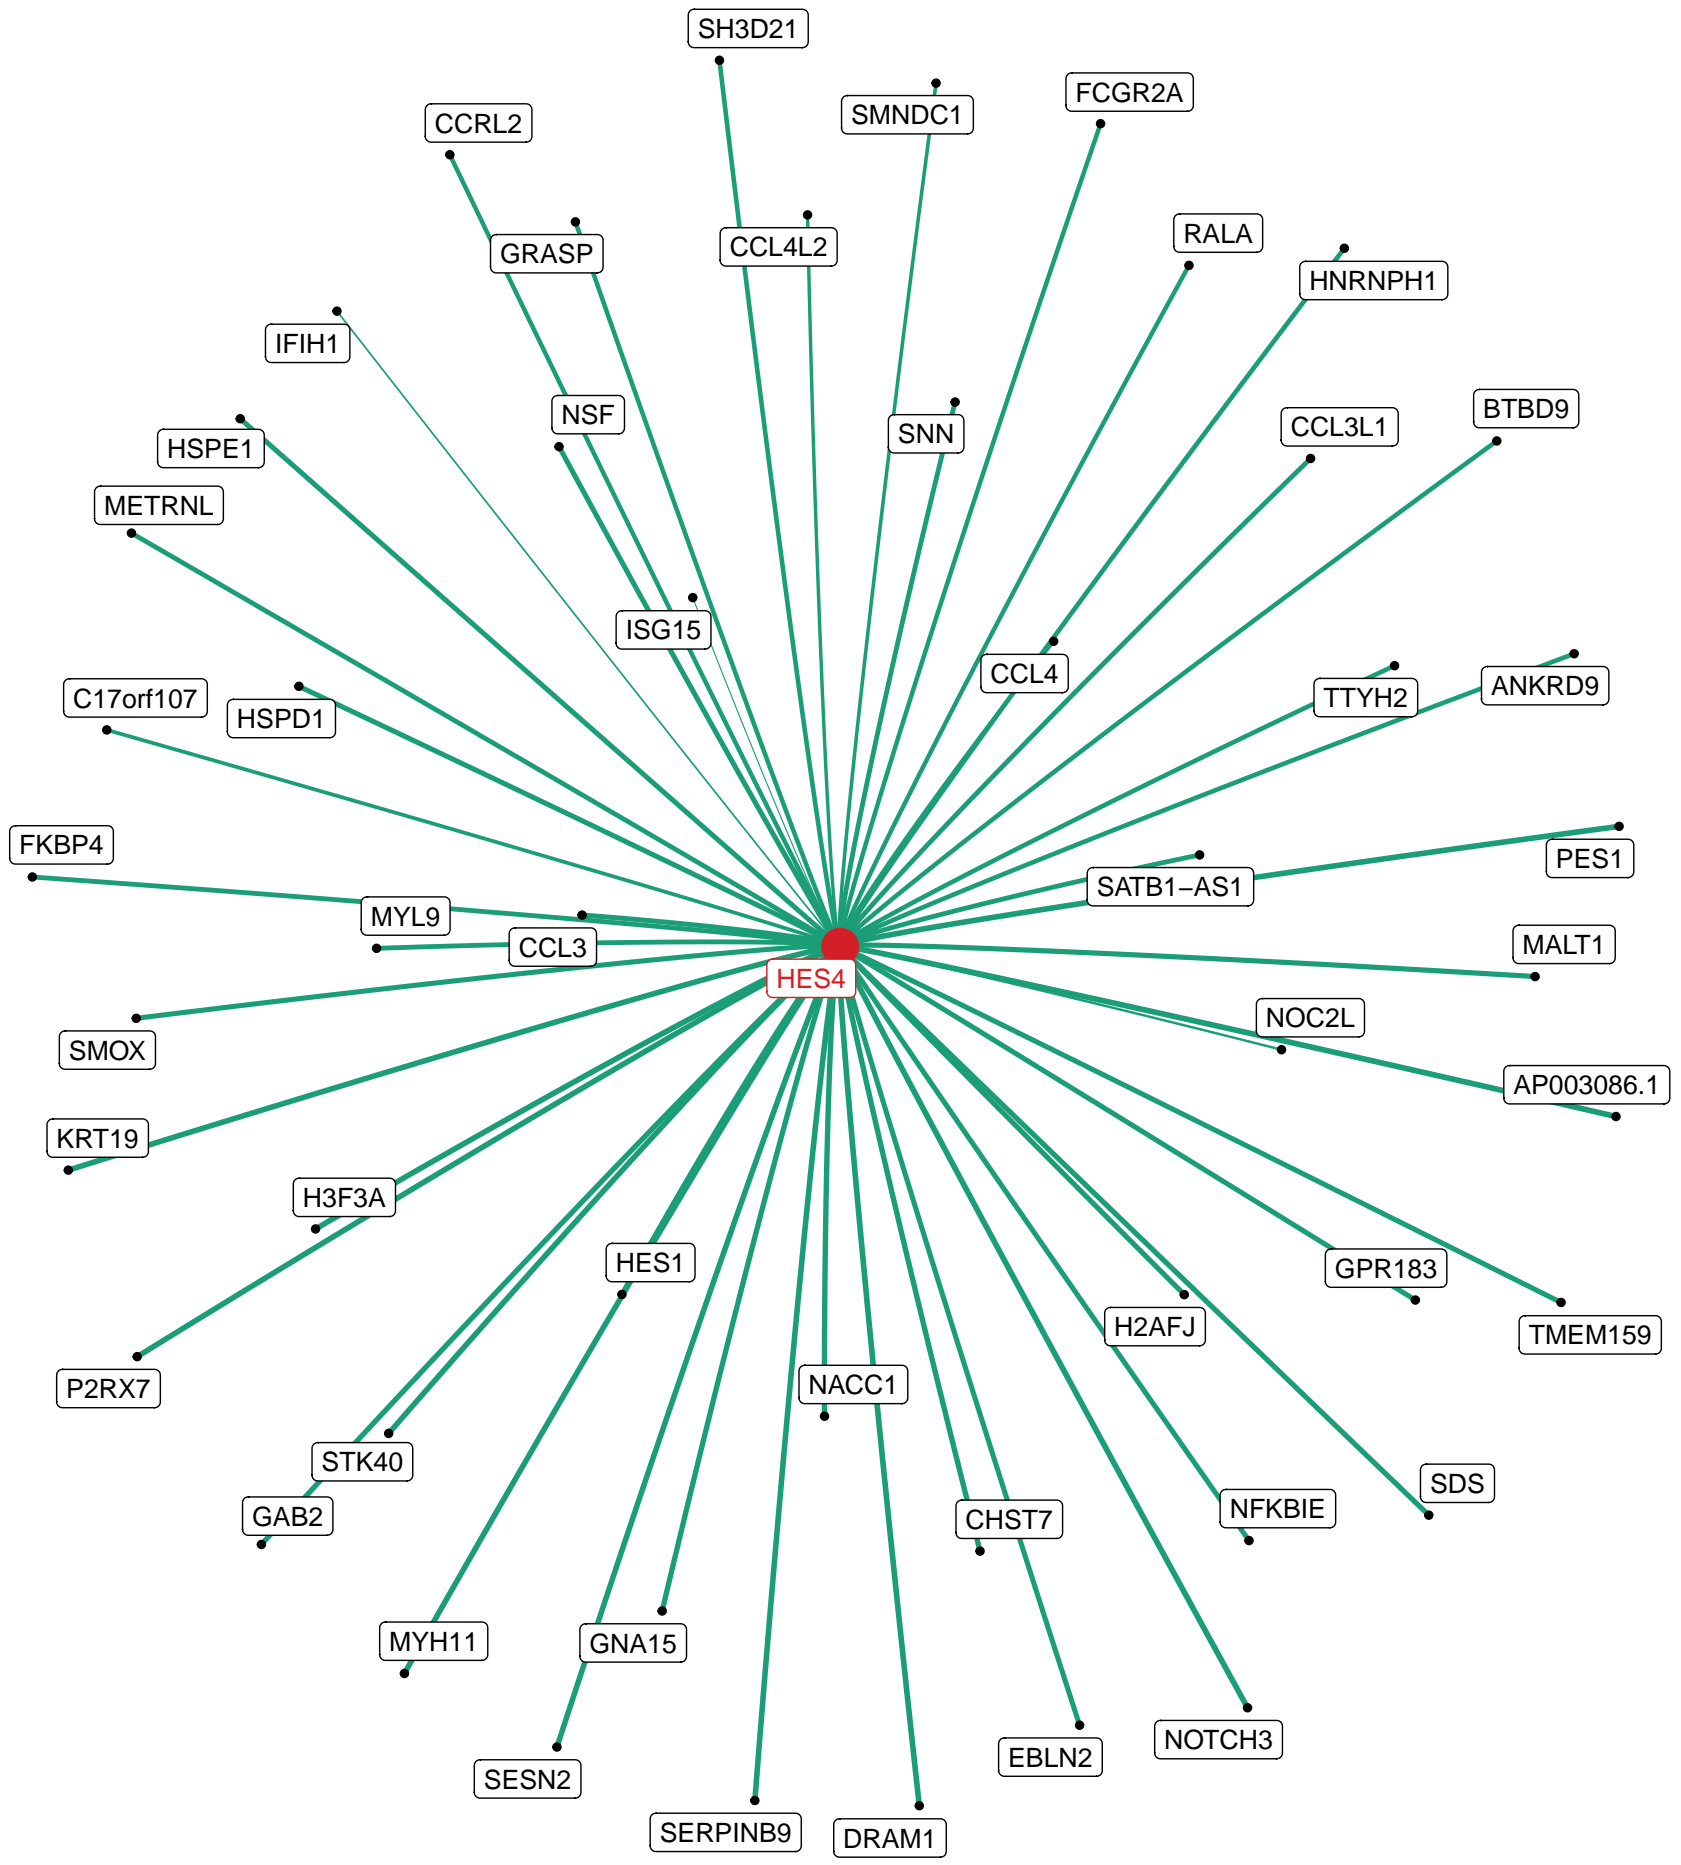 SH3D21
FCGR2A
SMNDC1
CCRL2
RALA
CCL4L2
GRASP
HNRNPH1
IFIH1
BTBD9
NSF
CCL3L1
SNN
HSPE1
METRNL
ISG15
CCL4
ANKRD9
C17orf107
TTYH2
HSPD1
FKBP4
PES1
SATB1−AS1
MYL9
MALT1
CCL3
HES4
NOC2L
SMOX
AP003086.1
KRT19
H3F3A
HES1
GPR183
H2AFJ
TMEM159
NACC1
P2RX7
STK40
SDS
NFKBIE
GAB2
CHST7
MYH11
GNA15
NOTCH3
EBLN2
SESN2
SERPINB9
DRAM1